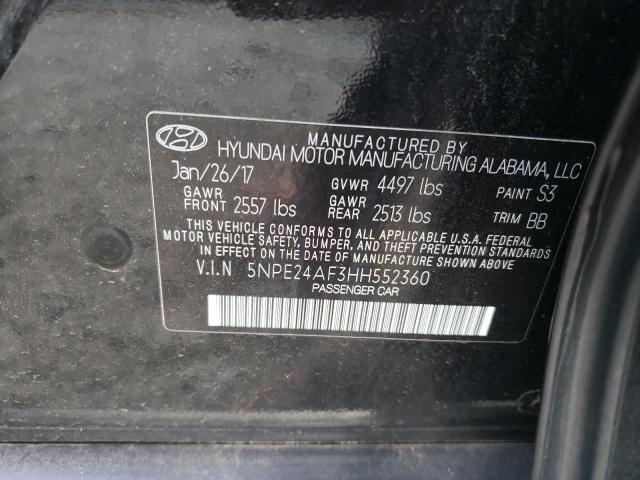 MANUFACTURED BY
HYUNDAI MOTOR MANUFACTURING ALABAMA, LLC
Jan/26/17 GVWR 4497 lbs PAINT S3
GAWR FRONT 2557 lbs GAWR REAR 2513 lbs TRIM BB
THIS VEHICLE CONFORMS TO ALL APPLICABLE U.S.A. FEDERAL
MOTOR VEHICLE SAFETY, BUMPER, AND THEFT PREVENTION STANDARDS
IN EFFECT ON THE DATE OF MANUFACTURE SHOWN ABOVE.
V.I.N 5NPE24AF3HH552360
PASSENGER CAR